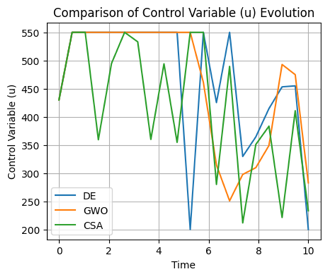 Comparison of Control Variable (u) Evolution
550
500
450
400
350
300
250
200
Control Variable (u)
DE
GWO
CSA
0 2 4 6 8 10
Time